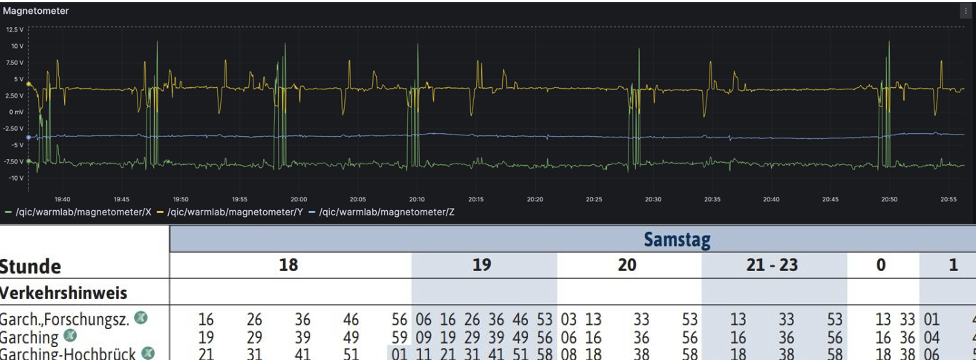 Magnetometer
12.5 V
10 V
7.50 V
5 V
2.50 V
0 mV
-2.50 V
-5 V
-7.50 V
-10 V
19:40 19:45 19:50 19:55 20:00 20:05 20:10 20:15 20:20 20:25 20:30 20:35 20:40 20:45 20:50 20:55
/qic/warmlab/magnetometer/X /qic/warmlab/magnetometer/Y /qic/warmlab/magnetometer/Z
Samstag
Stunde 18 19 20 21 - 23 0 1
Verkehrshinweis
Garch.,Forschungsz. 16 26 36 46 56 06 16 26 36 46 53 03 13 33 53 13 33 53 13 33 01
Garching 19 29 39 49 59 09 19 29 39 49 56 06 16 36 56 16 36 56 16 36 04
Garching-Hochbrück 21 31 41 51 01 11 21 31 41 51 58 08 18 38 58 18 38 58 18 38 06